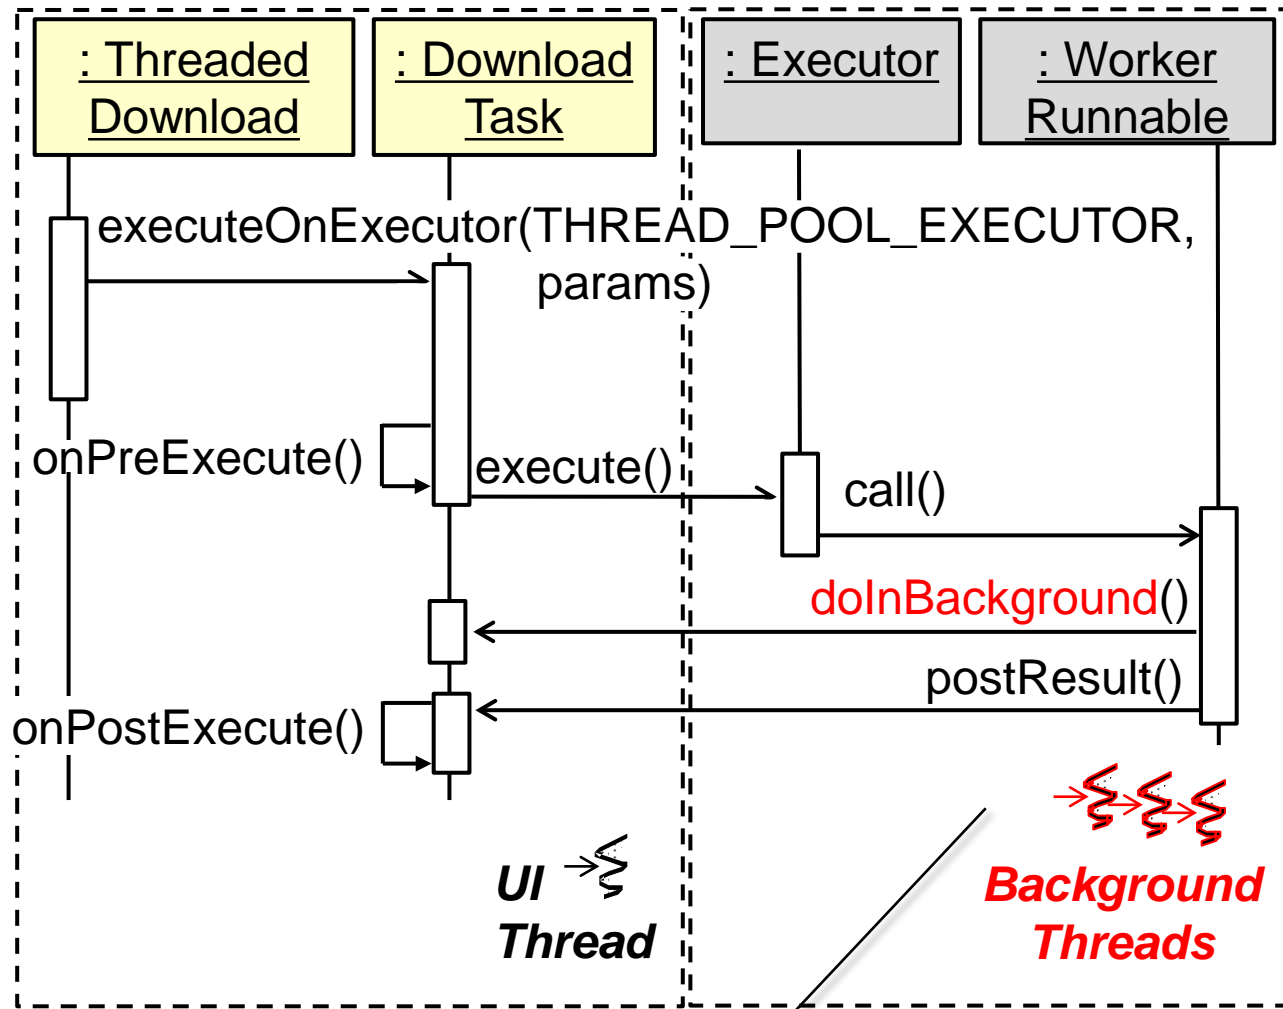 : Threaded
Download
: Download
Task
: Executor
: Worker
Runnable
executeOnExecutor(THREAD_POOL_EXECUTOR,
params)
onPreExecute()
execute()
call()
doInBackground()
postResult()
onPostExecute()
UI
Thread
Background
Threads